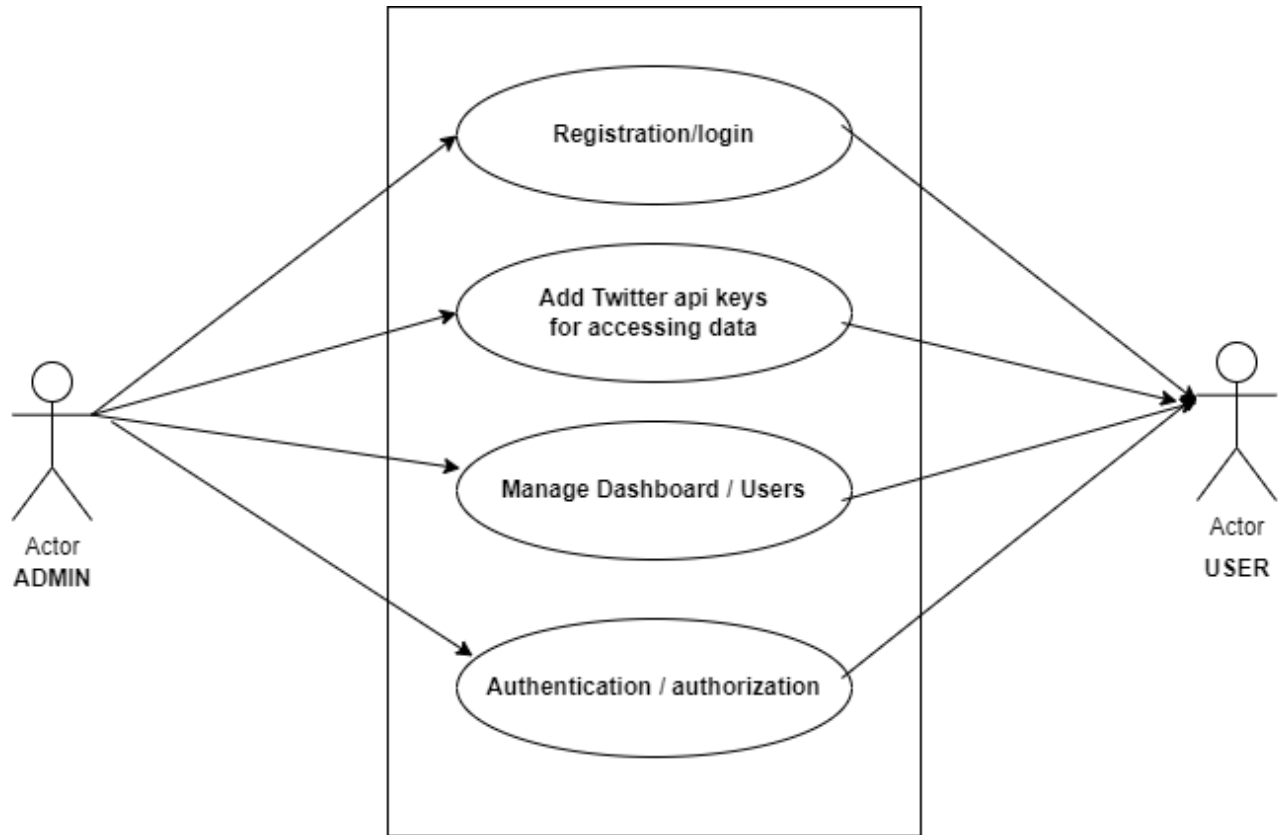 Registration/login
Add Twitter api keys
for accessing data
Manage Dashboard / Users
Authentication / authorization
Actor
ADMIN
Actor
USER